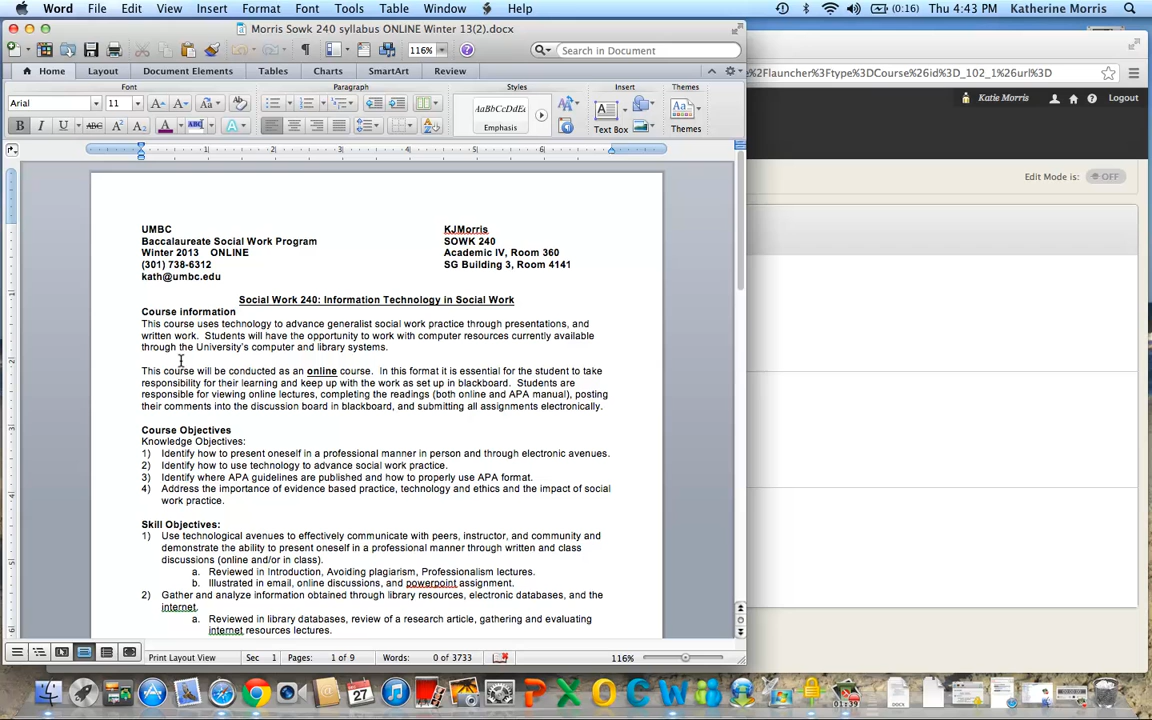 Word File Edit View Insert Format Font Tools Table Window Help (0:16) Thu 4:43 PM Katherine Morris
Morris Sowk 240 syllabus ONLINE Winter 13(2).docx
116% Search in Document
Home Layout Document Elements Tables Charts SmartArt Review
Font Paragraph Styles Insert Themes
Arial 11
AaBbCcDdEe
Emphasis
Text Box
Themes
1 2 3 4 5 6
UMBC KJMorris
Baccalaureate Social Work Program SOWK 240
Winter 2013 ONLINE Academic IV, Room 360
(301) 738-6312 SG Building 3, Room 4141
kath@umbc.edu
Social Work 240: Information Technology in Social Work
Course information
This course uses technology to advance generalist social work practice through presentations, and
written work. Students will have the opportunity to work with computer resources currently available
through the University's computer and library systems.
This course will be conducted as an online course. In this format it is essential for the student to take
responsibility for their learning and keep up with the work as set up in blackboard. Students are
responsible for viewing online lectures, completing the readings (both online and APA manual), posting
their comments into the discussion board in blackboard, and submitting all assignments electronically.
Course Objectives
Knowledge Objectives:
1) Identify how to present oneself in a professional manner in person and through electronic avenues.
2) Identify how to use technology to advance social work practice.
3) Identify where APA guidelines are published and how to properly use APA format.
4) Address the importance of evidence based practice, technology and ethics and the impact of social
work practice.
Skill Objectives:
1) Use technological avenues to effectively communicate with peers, instructor, and community and
demonstrate the ability to present oneself in a professional manner through written and class
discussions (online and/or in class).
a. Reviewed in Introduction, Avoiding plagiarism, Professionalism lectures.
b. Illustrated in email, online discussions, and powerpoint assignment.
2) Gather and analyze information obtained through library resources, electronic databases, and the
internet.
a. Reviewed in library databases, review of a research article, gathering and evaluating
internet resources lectures.
Print Layout View Sec 1 Pages: 1 of 9 Words: 0 of 3733 116%
%2Flauncher%3Ftype%3DCourse%26id%3D_102_1%26url%3D
Katie Morris Logout
Edit Mode is: OFF
27
01:39